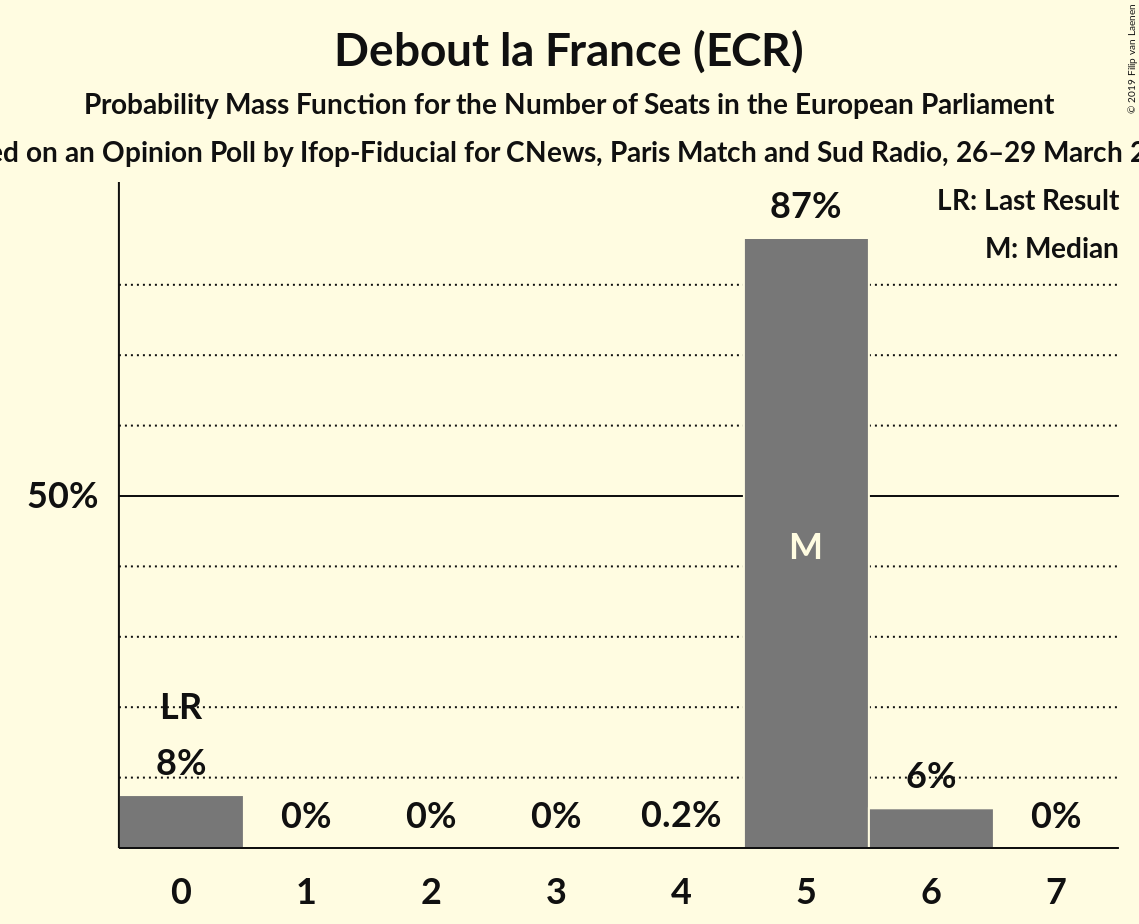 Debout la France (ECR)
Probability Mass Function for the Number of Seats in the European Parliament
on an Opinion Poll by Ifop-Fiducial for CNews, Paris Match and Sud Radio, 26–29 March
© 2019 Filip van Laenen
LR: Last Result
M: Median
87%
50%
M
LR
8%
0%
0%
0%
0.2%
6%
0%
0
1
2
3
4
5
6
7